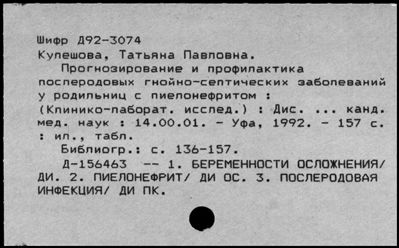 Шифр Д92-3074
Кулешова, Татьяна Павловна.
Прогнозирование и профилактика
послеродовых гнойно-септических заболеваний
у родильниц с пиелонефритом :
(Клинико-лаборат. исслед.) : Дис. ... канд.
мед. наук : 14.00.01. - Уфа, 1992. - 157 с.
: ил., табл.
Библиогр.: с. 136-157.
Д-156463 -- 1. БЕРЕМЕННОСТИ ОСЛОЖНЕНИЯ/
ДИ. 2. ПИЕЛОНЕФРИТ/ ДИ ОС. 3. ПОСЛЕРОДОВАЯ
ИНФЕКЦИЯ/ ДИ ПК.